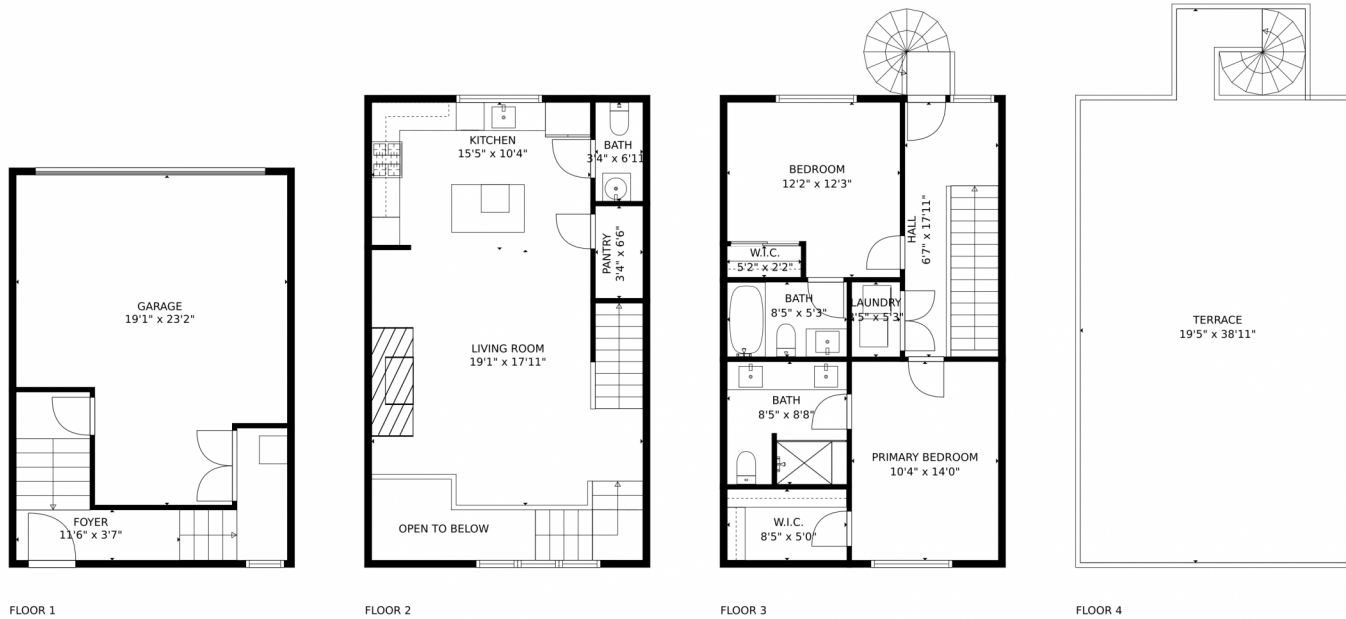 GARAGE
19'1" x 23'2"
FOYER
11'6" x 3'7"
FLOOR 1
KITCHEN
15'5" x 10'4"
BATH
3'4" x 6'11
PANTRY
3'4" x 6'6"
LIVING ROOM
19'1" x 17'11"
OPEN TO BELOW
FLOOR 2
BEDROOM
12'2" x 12'3"
HALL
6'7" x 17'11"
W.I.C.
5'2" x 2'2"
BATH
8'5" x 5'3"
LAUNDRY
5" x 5'3"
BATH
8'5" x 8'8"
PRIMARY BEDROOM
10'4" x 14'0"
W.I.C.
8'5" x 5'0"
FLOOR 3
TERRACE
19'5" x 38'11"
FLOOR 4